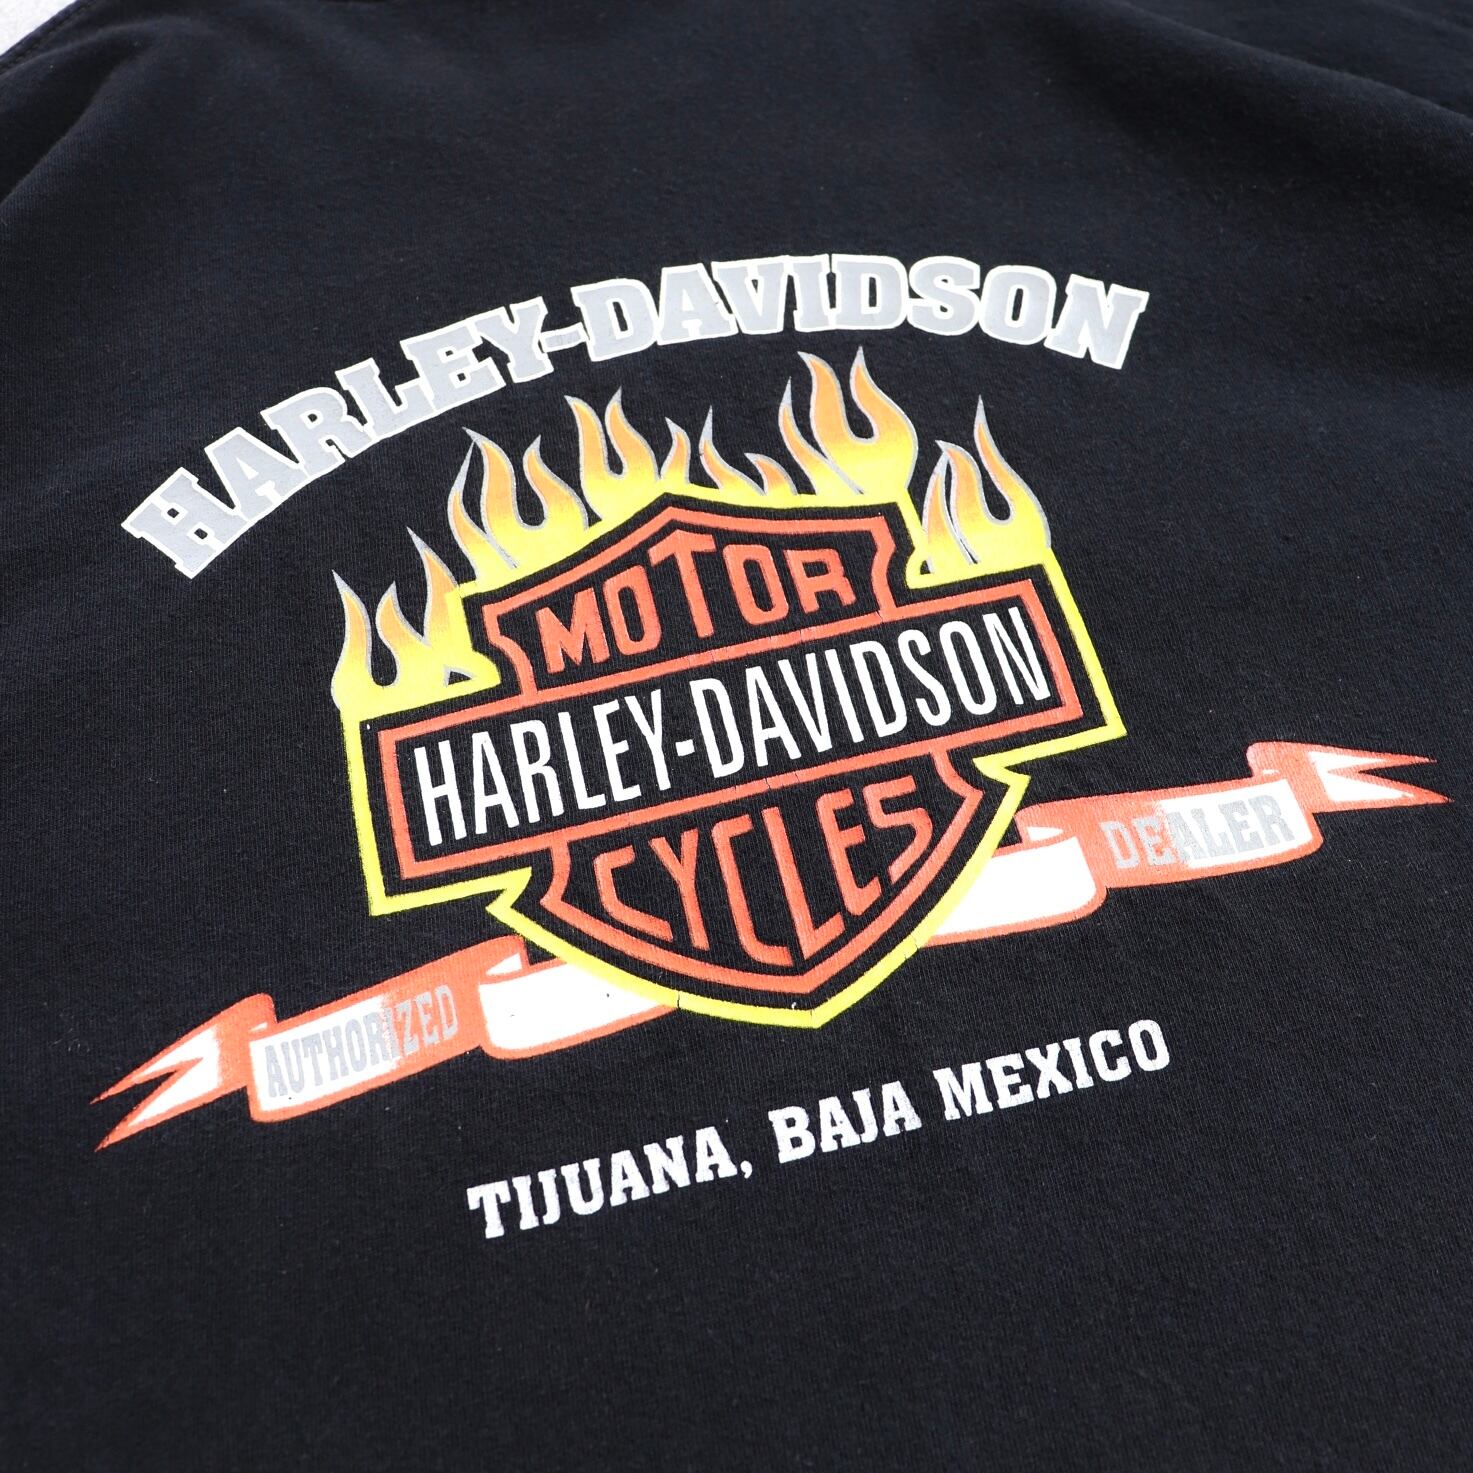 HARLEY-DAVIDSON
MOTOR
HARLEY-DAVIDSON
CYCLES
AUTHORIZED DEALER
TIJUANA, BAJA MEXICO